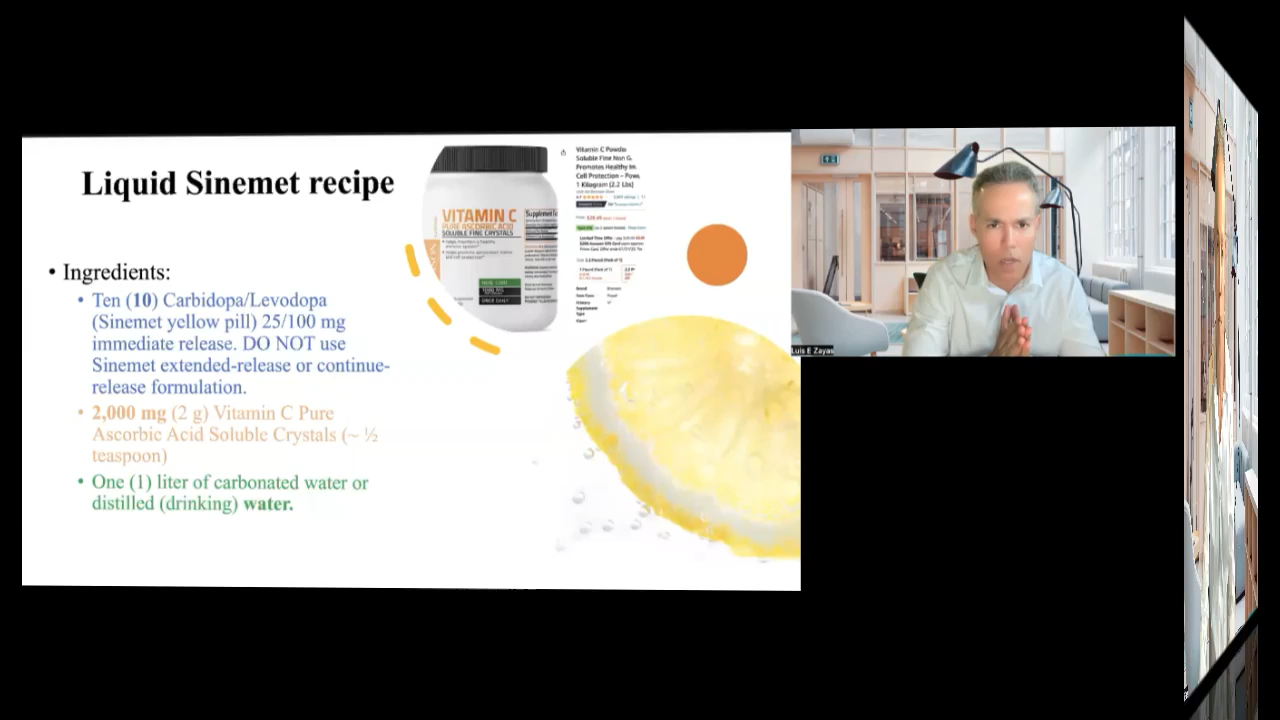 Liquid Sinemet recipe
• Ingredients:
• Ten (10) Carbidopa/Levodopa
(Sinemet yellow pill) 25/100 mg
immediate release. DO NOT use
Sinemet extended-release or continue-
release formulation.
• 2,000 mg (2 g) Vitamin C Pure
Ascorbic Acid Soluble Crystals (~ ½
teaspoon)
• One (1) liter of carbonated water or
distilled (drinking) water.
VITAMIN C
PURE ASCORBIC ACID
SOLUBLE FINE CRYSTALS
Vitamin C Powde
Soluble Fine Non G.
Promotes Healthy Im.
Cell Protection – Pows
1 Kilogram (2.2 Lbs)
Luis E Zayas